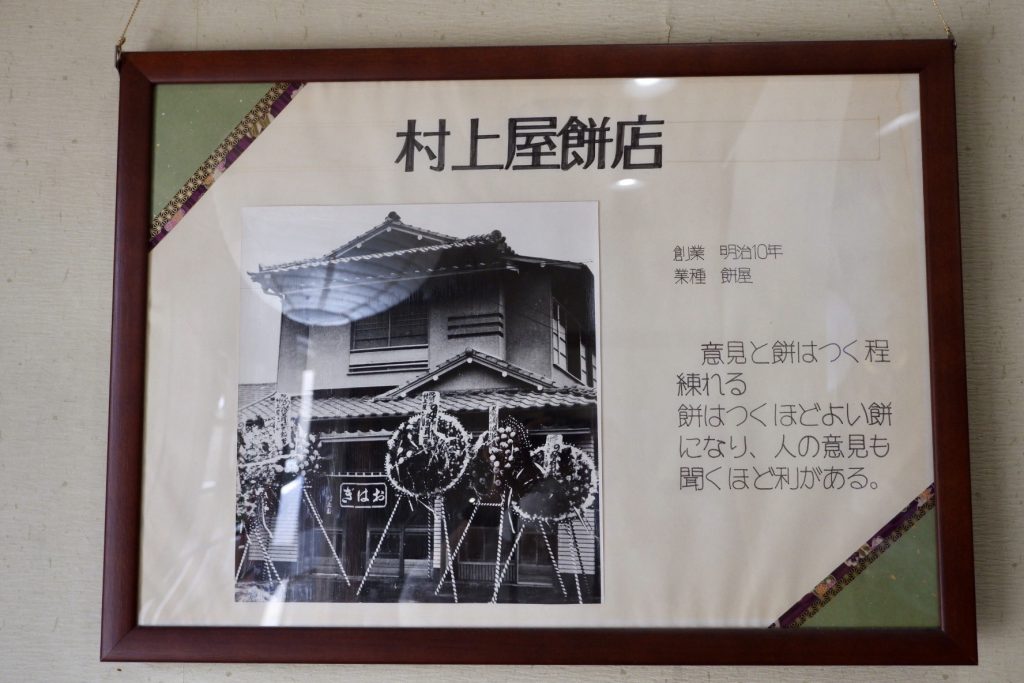 村上屋餅店
創業 明治10年
業種 餅屋
意見と餅はつく程
練れる
餅はつくほどよい餅
になり、人の意見も
聞くほど利がある。
おはぎ